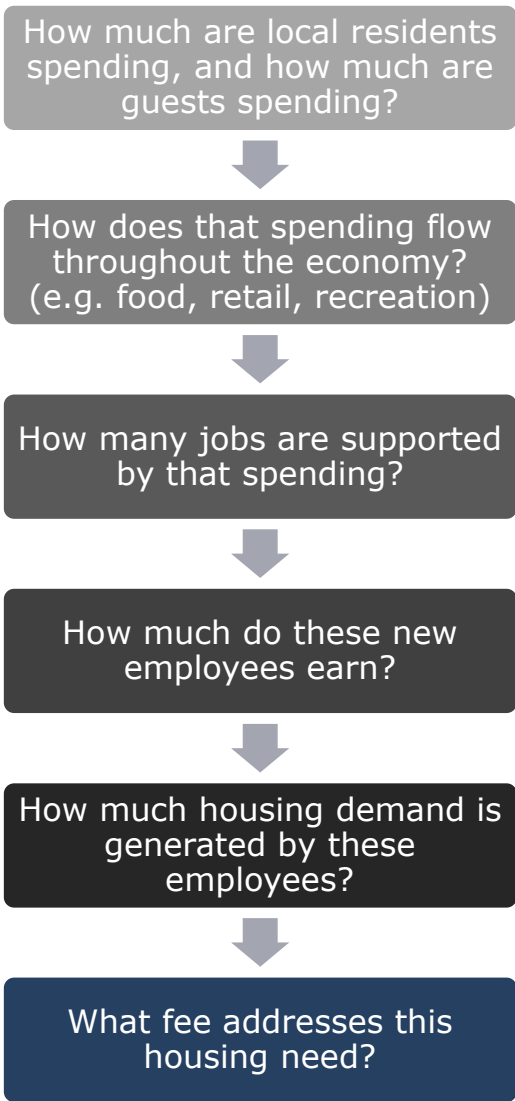 How much are local residents
spending, and how much are
guests spending?
How does that spending flow
throughout the economy?
(e.g. food, retail, recreation)
How many jobs are supported
by that spending?
How much do these new
employees earn?
How much housing demand is
generated by these
employees?
What fee addresses this
housing need?